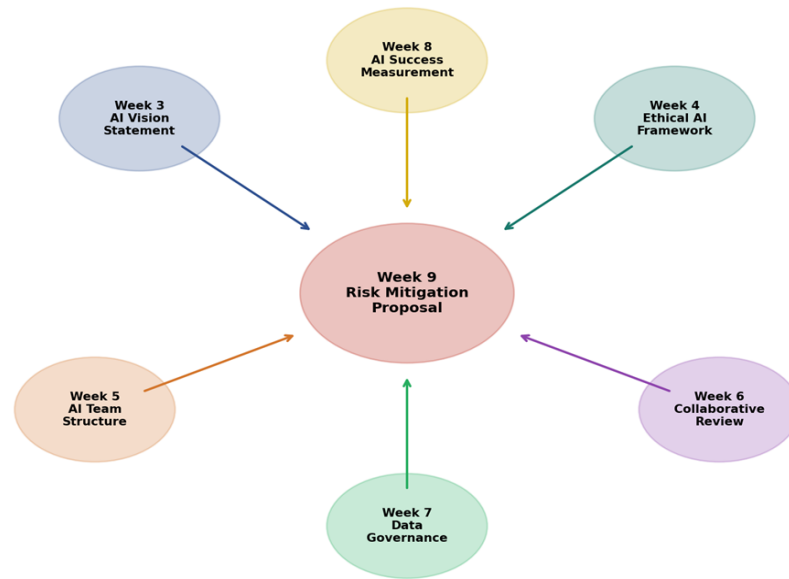 Week 8
AI Success
Measurement
Week 3
AI Vision
Statement
Week 4
Ethical AI
Framework
Week 9
Risk Mitigation
Proposal
Week 5
AI Team
Structure
Week 6
Collaborative
Review
Week 7
Data
Governance